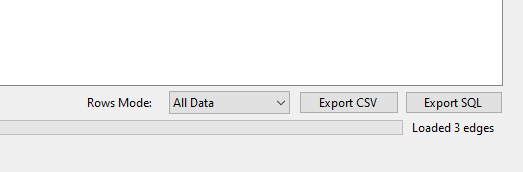 Rows Mode: All Data Export CSV Export SQL
Loaded 3 edges